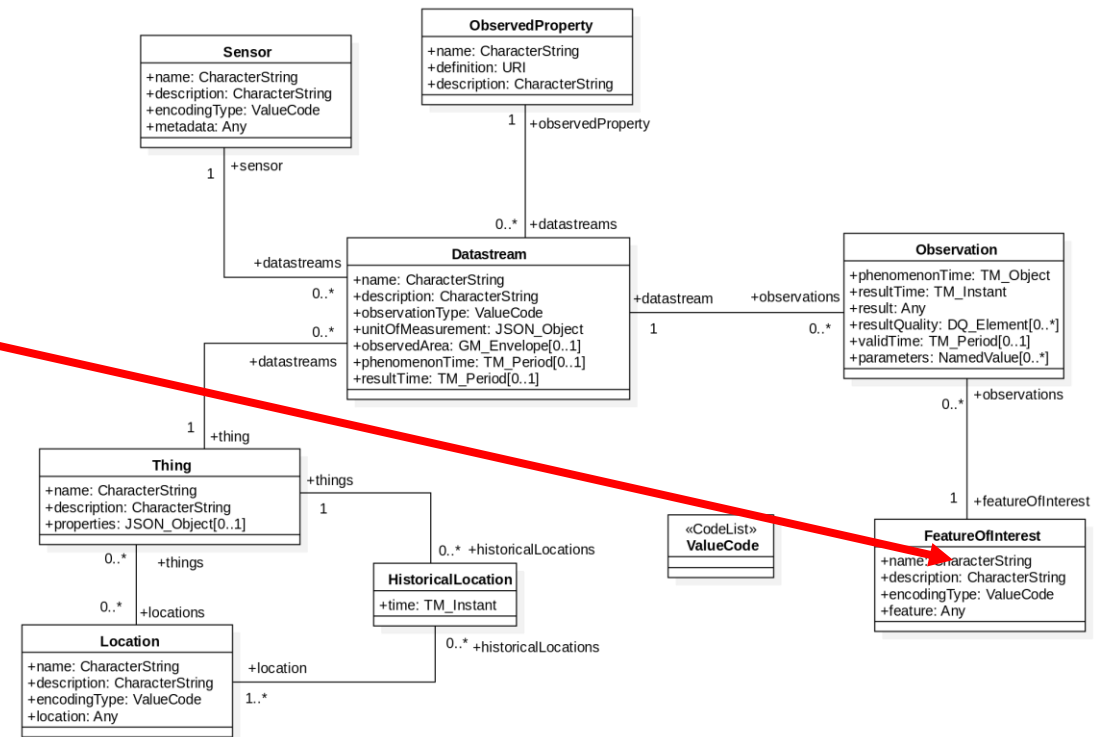 ObservedProperty
+name: CharacterString
+definition: URI
+description: CharacterString
Sensor
+name: CharacterString
+description: CharacterString
+encodingType: ValueCode
+metadata: Any
1
+observedProperty
+sensor
1
0..*
+datastreams
Datastream
+name: CharacterString
+description: CharacterString
+observationType: ValueCode
+unitOfMeasurement: JSON_Object
+observedArea: GM_Envelope[0..1]
+phenomenonTime: TM_Period[0..1]
+resultTime: TM_Period[0..1]
+datastreams
0..*
0..*
+datastreams
+datastream
1
+observations
0..*
Observation
+phenomenonTime: TM_Object
+resultTime: TM_Instant
+result: Any
+resultQuality: DQ_Element[0..*]
+validTime: TM_Period[0..1]
+parameters: NamedValue[0..*]
0..*
+observations
1
+thing
Thing
+name: CharacterString
+description: CharacterString
+properties: JSON_Object[0..1]
+things
1
1
+featureOfInterest
«CodeList»
ValueCode
FeatureOfInterest
+name:
+description: CharacterString
+encodingType: ValueCode
+feature: Any
0..*
+things
0..*
+historicalLocations
HistoricalLocation
+time: TM_Instant
0..*
+locations
0..*
+historicalLocations
Location
+name: CharacterString
+description: CharacterString
+encodingType: ValueCode
+location: Any
+location
1..*